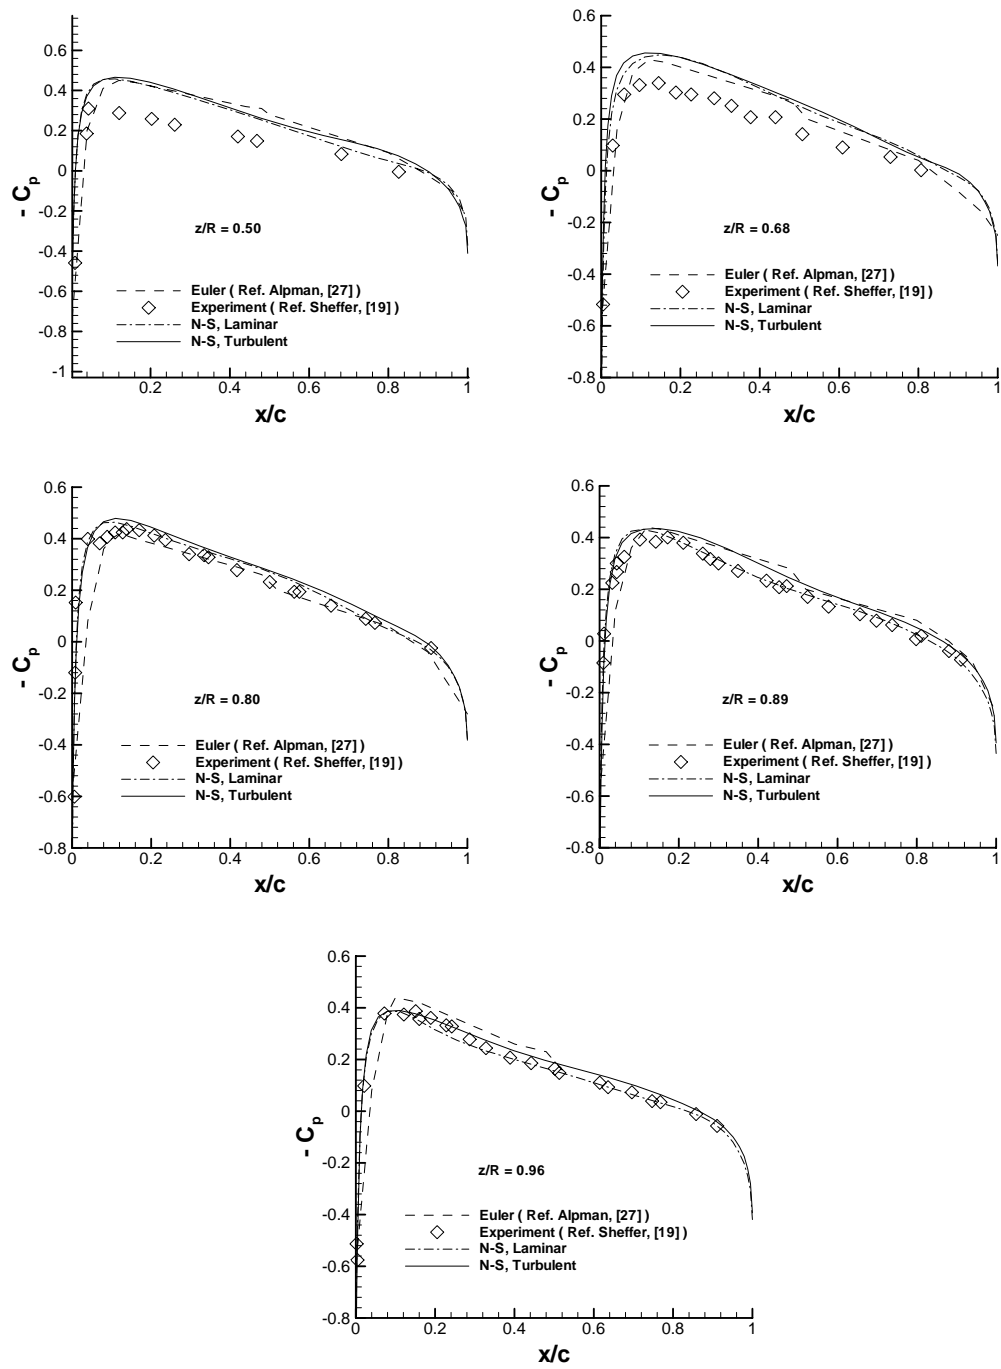 0.6
0.4
0.2
0
-0.2
-0.4
-0.6
-0.8
-1
- Cp
z/R = 0.50
Euler ( Ref. Alpman, [27] )
Experiment ( Ref. Sheffer, [19] )
N-S, Laminar
N-S, Turbulent
0 0.2 0.4 0.6 0.8 1
x/c
0.6
0.4
0.2
0
-0.2
-0.4
-0.6
-0.8
- Cp
z/R = 0.68
Euler ( Ref. Alpman, [27] )
Experiment ( Ref. Sheffer, [19] )
N-S, Laminar
N-S, Turbulent
0 0.2 0.4 0.6 0.8 1
x/c
0.6
0.4
0.2
0
-0.2
-0.4
-0.6
-0.8
- Cp
z/R = 0.80
Euler ( Ref. Alpman, [27] )
Experiment ( Ref. Sheffer, [19] )
N-S, Laminar
N-S, Turbulent
0 0.2 0.4 0.6 0.8 1
x/c
0.6
0.4
0.2
0
-0.2
-0.4
-0.6
-0.8
- Cp
z/R = 0.89
Euler ( Ref. Alpman, [27] )
Experiment ( Ref. Sheffer, [19] )
N-S, Laminar
N-S, Turbulent
0 0.2 0.4 0.6 0.8 1
x/c
0.6
0.4
0.2
0
-0.2
-0.4
-0.6
-0.8
- Cp
z/R = 0.96
Euler ( Ref. Alpman, [27] )
Experiment ( Ref. Sheffer, [19] )
N-S, Laminar
N-S, Turbulent
0 0.2 0.4 0.6 0.8 1
x/c